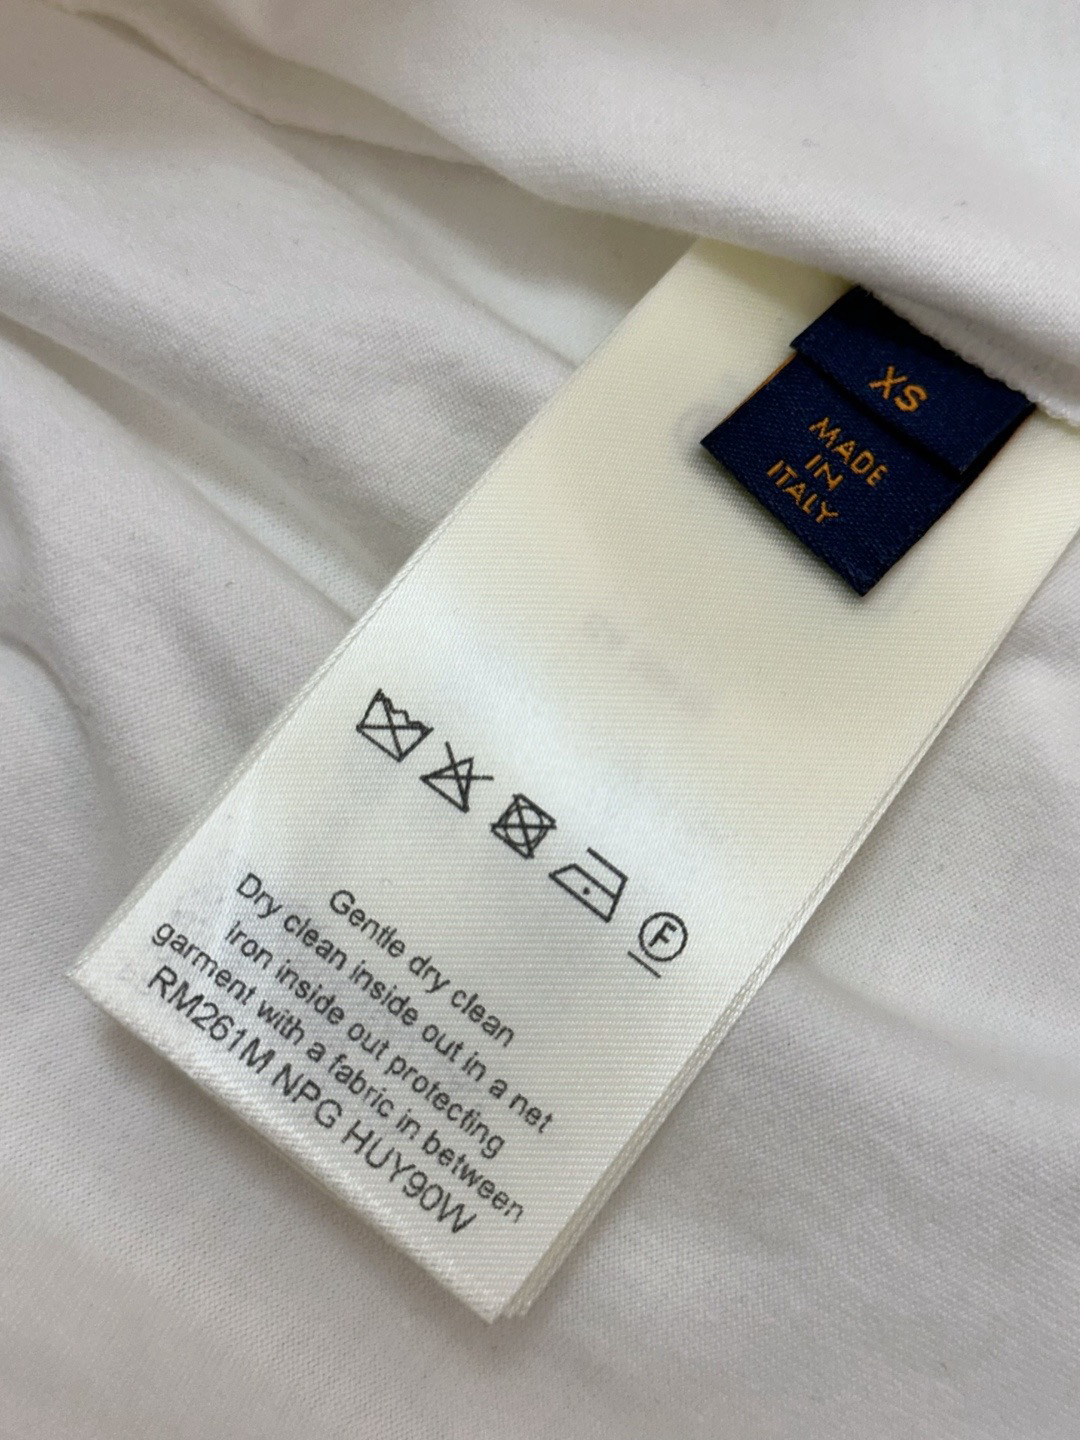 XS
MADE
IN
ITALY
F
Gentle dry clean
Dry clean inside out in a net
Iron inside out protecting
garment with a fabric in between
RM261M NPG HUY90W